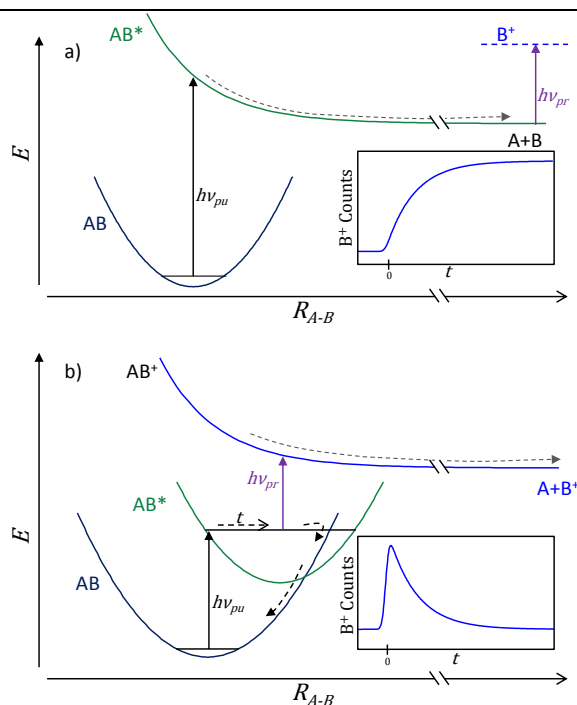 AB*
a)
B⁺
hν_pr
E
A+B
hν_pu
AB
B⁺ Counts
0
t
R_A-B
b)
AB⁺
hν_pr
A+B⁺
AB*
t
E
AB
hν_pu
B⁺ Counts
0
t
R_A-B